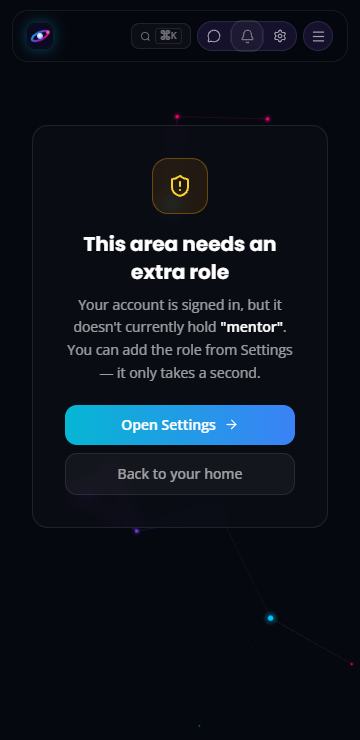 ⌘K
This area needs an
extra role
Your account is signed in, but it
doesn't currently hold "mentor".
You can add the role from Settings
— it only takes a second.
Open Settings →
Back to your home